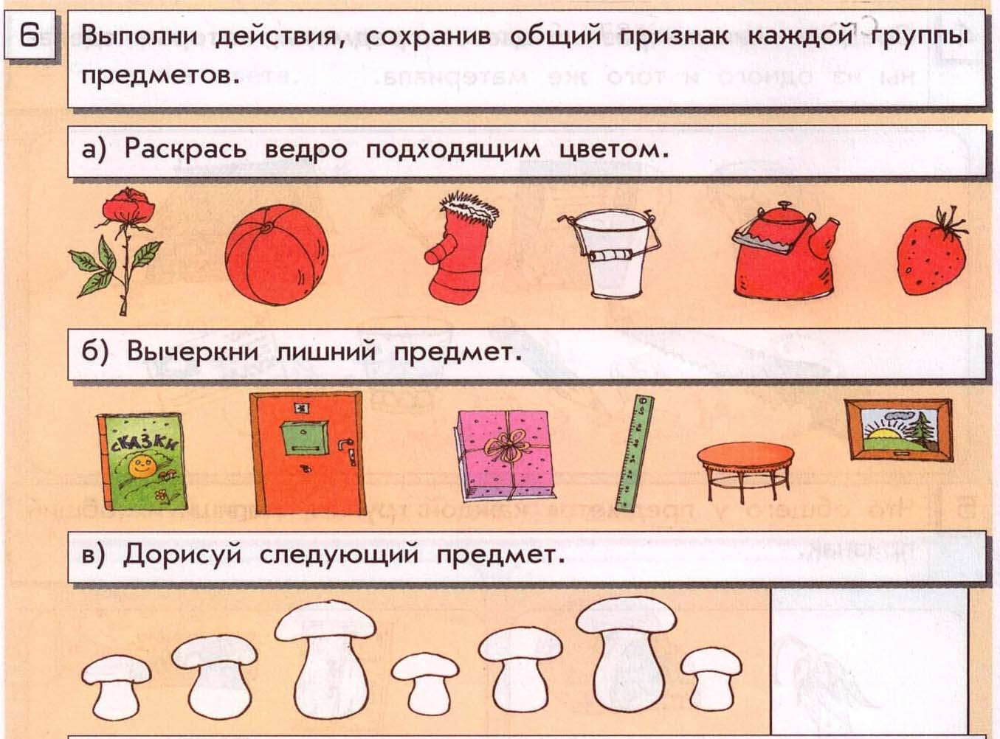 6
Выполни действия, сохранив общий признак каждой группы
предметов.
а) Раскрась ведро подходящим цветом.
б) Вычеркни лишний предмет.
СКАЗКИ
в) Дорисуй следующий предмет.